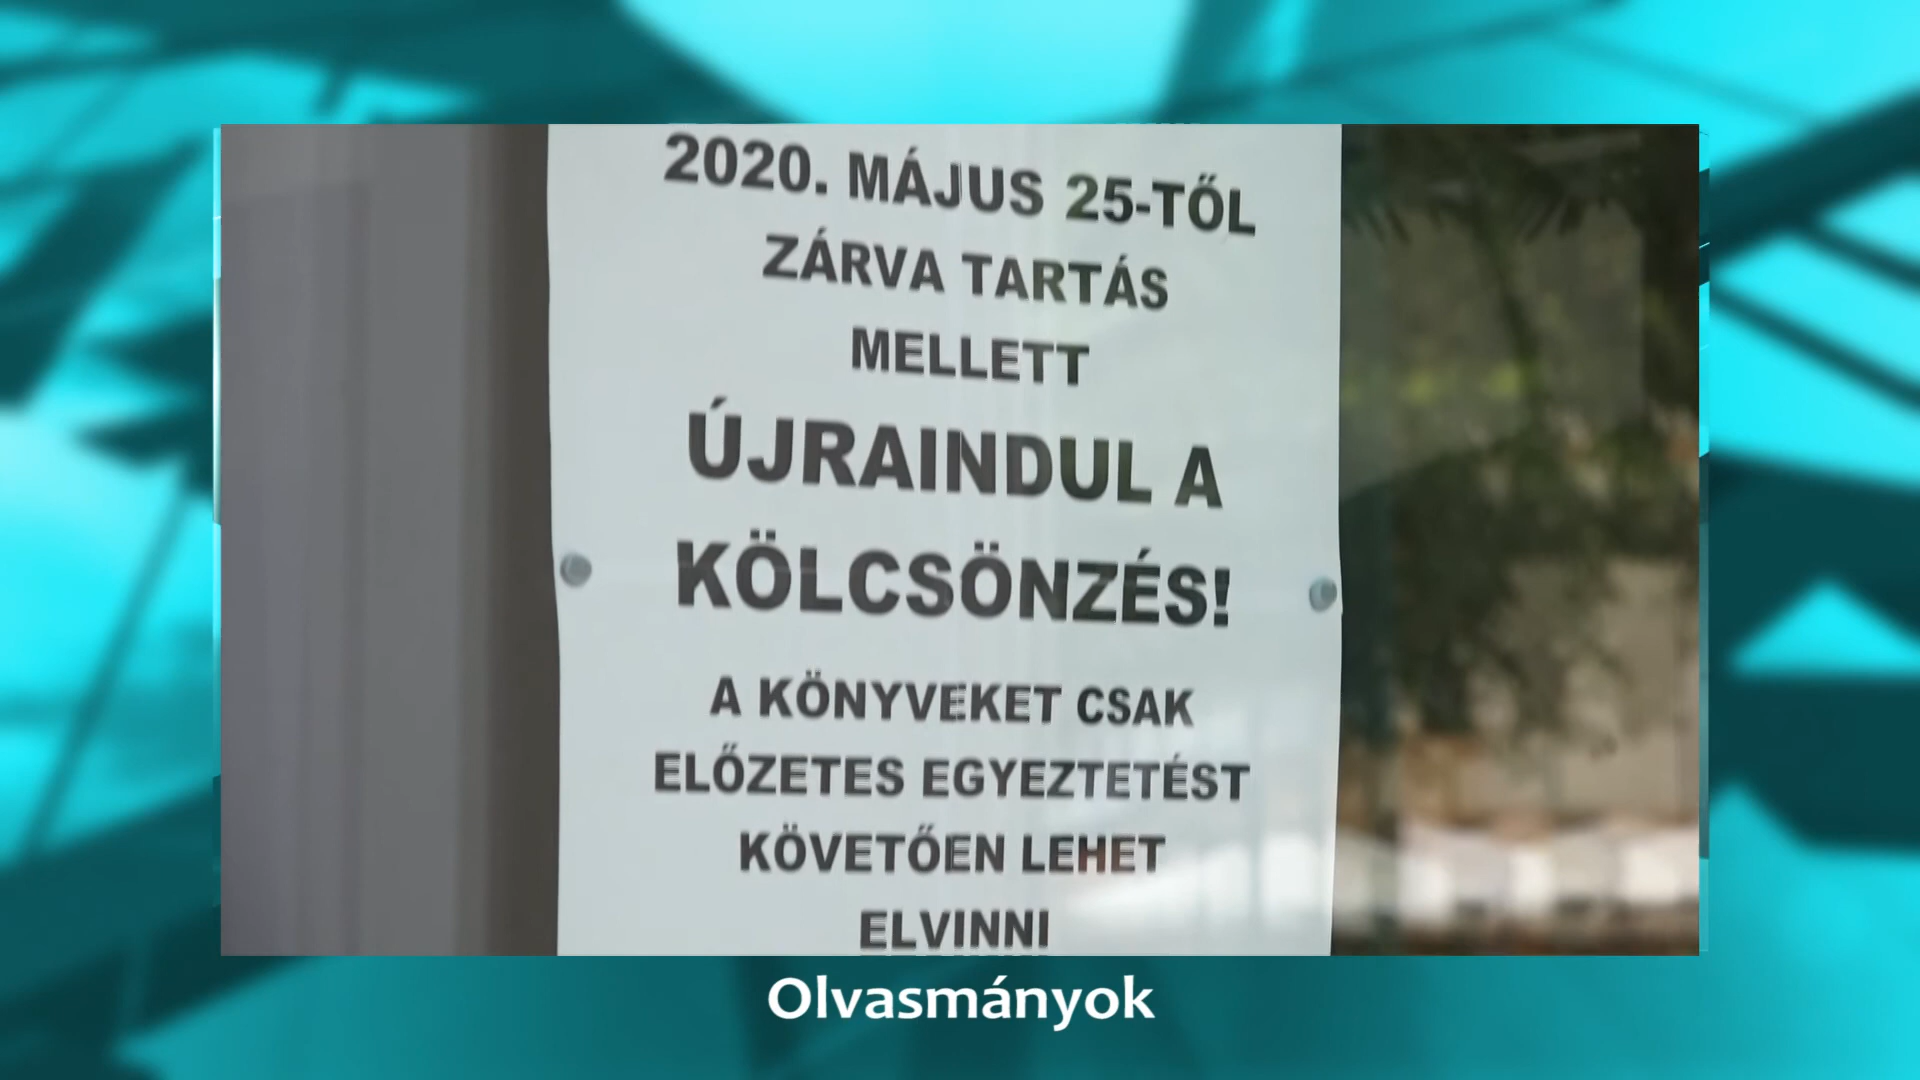 2020. MÁJUS 25-TŐL
ZÁRVA TARTÁS
MELLETT
ÚJRAINDUL A
KÖLCSÖNZÉS!
A KÖNYVEKET CSAK
ELŐZETES EGYEZTETÉST
KÖVETŐEN LEHET
ELVINNI
Olvasmányok